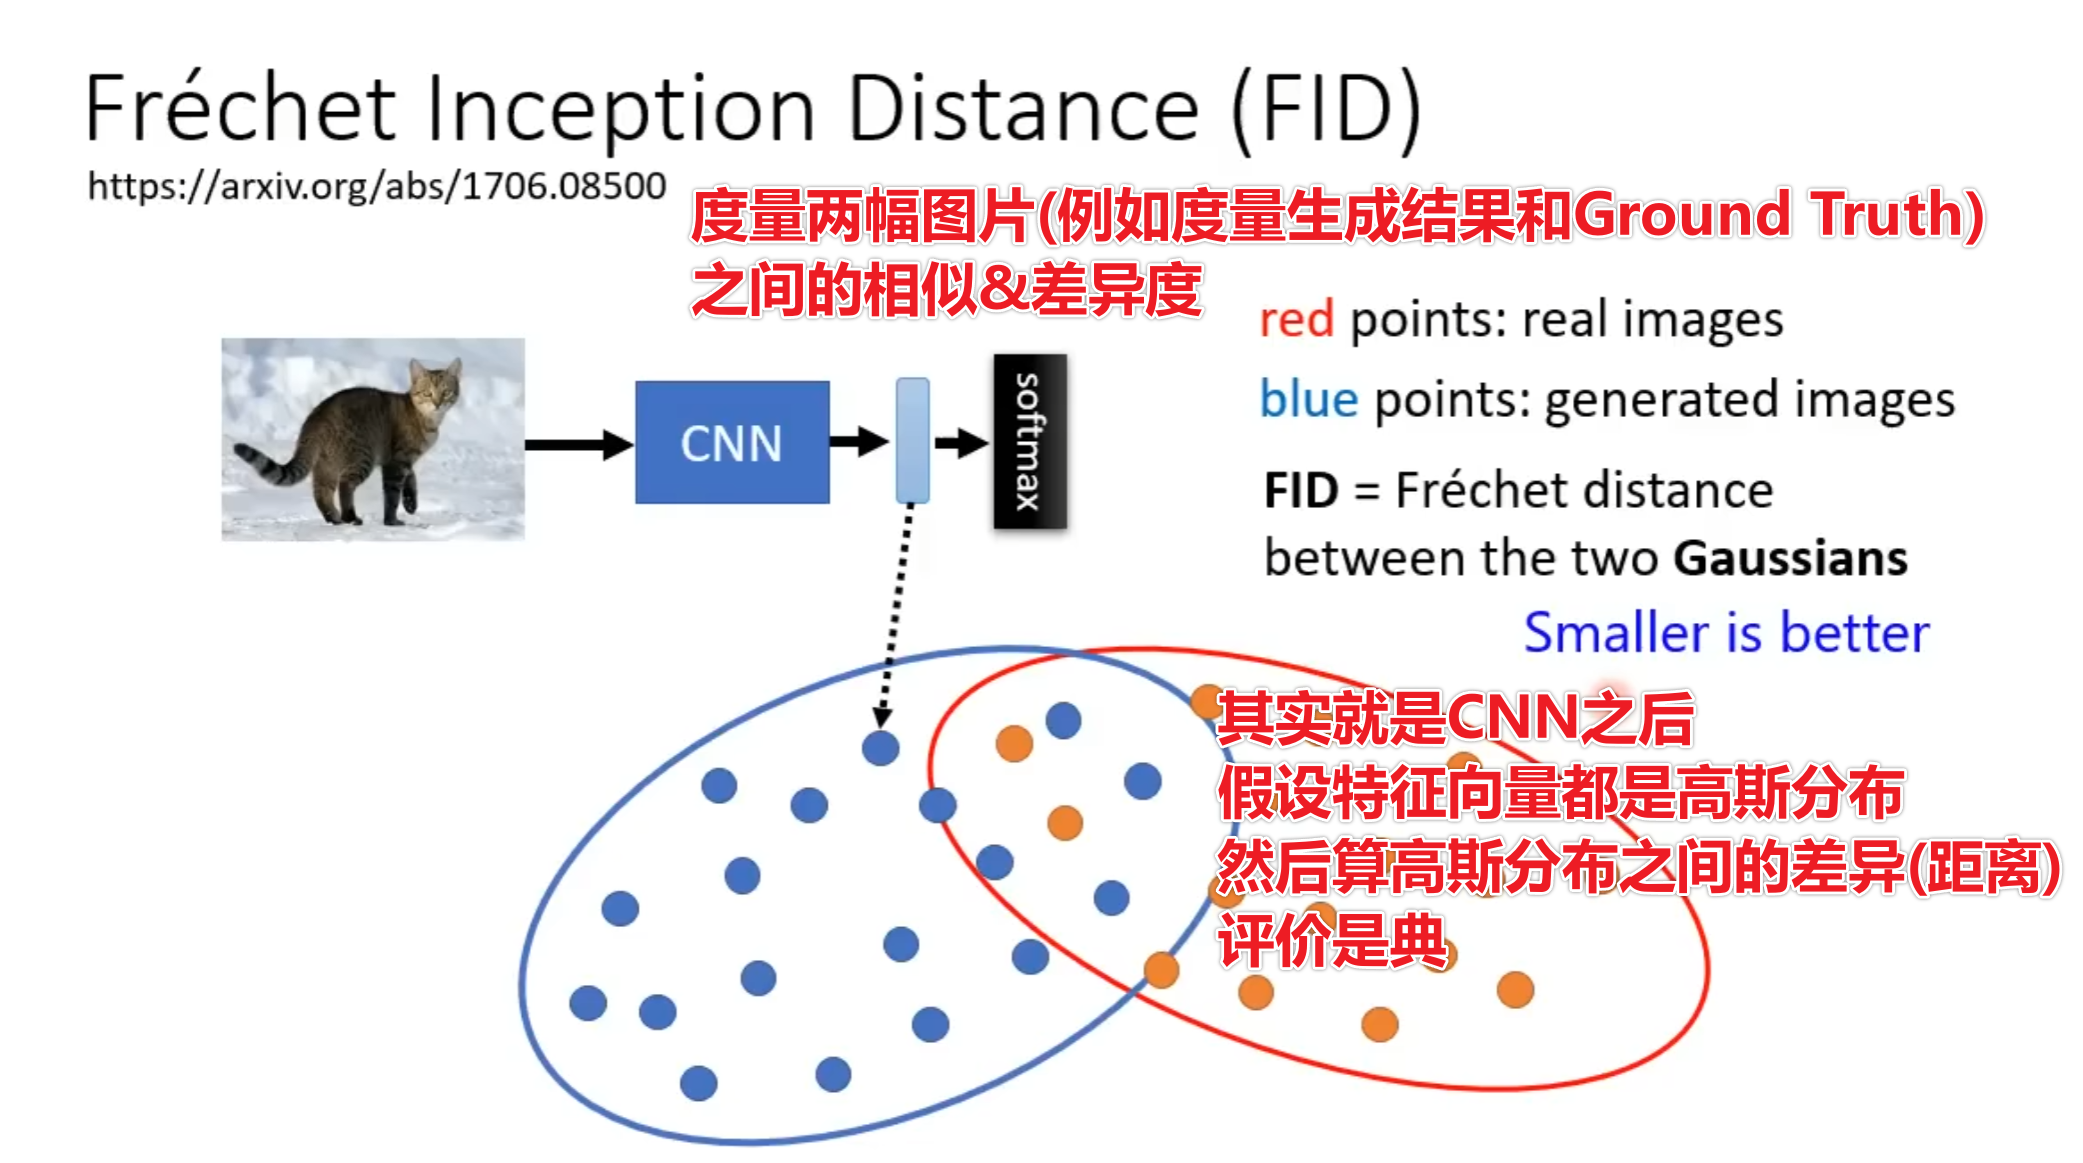 Fréchet Inception Distance (FID)
https://arxiv.org/abs/1706.08500
度量两幅图片(例如度量生成结果和Ground Truth)
之间的相似&差异度
red points: real images
blue points: generated images
CNN
softmax
FID = Fréchet distance
between the two Gaussians
Smaller is better
其实就是CNN之后
假设特征向量都是高斯分布
然后算高斯分布之间的差异(距离)
评价是典